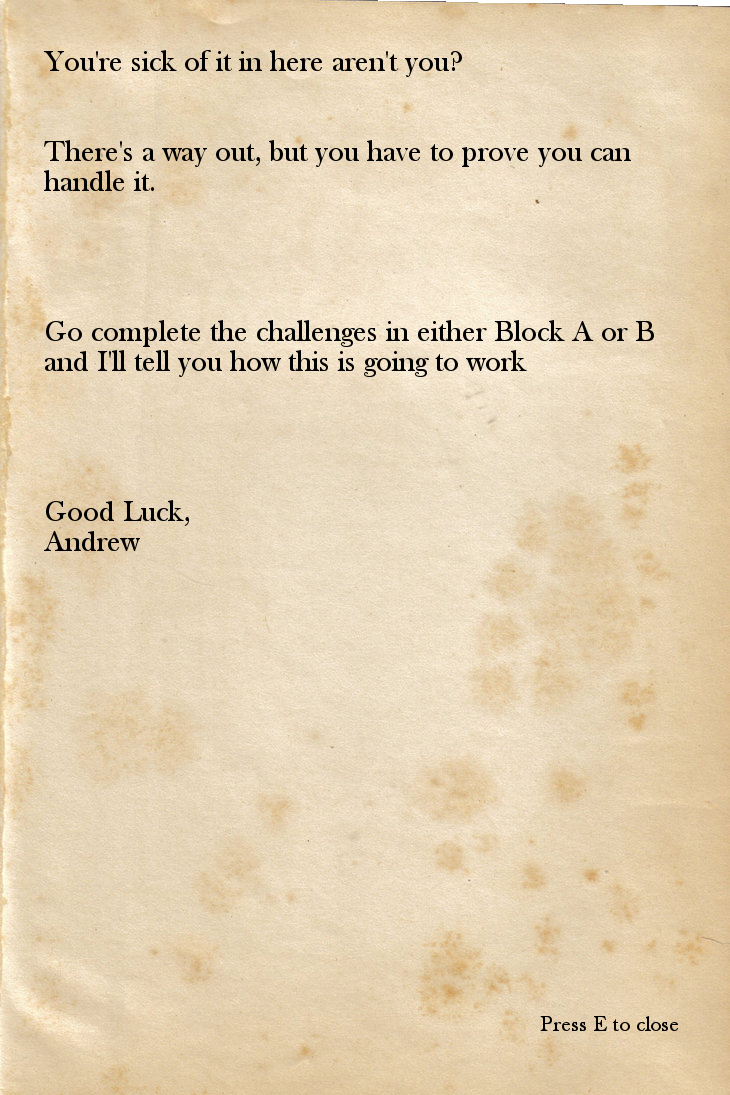 You're sick of it in here aren't you?
There's a way out, but you have to prove you can
handle it.
Go complete the challenges in either Block A or B
and I'll tell you how this is going to work
Good Luck,
Andrew
Press E to close